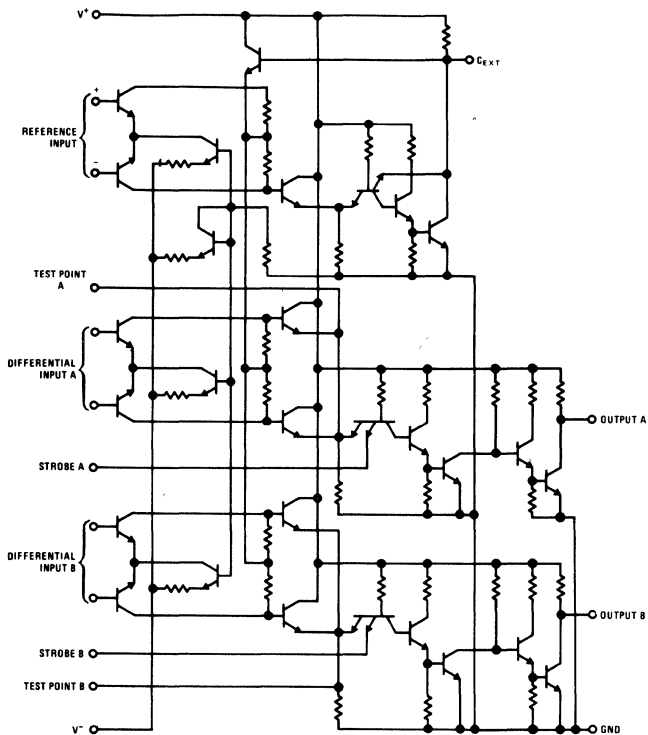 V+
CEXT
+
REFERENCE
INPUT
−
TEST POINT
A
DIFFERENTIAL
INPUT A
OUTPUT A
STROBE A
DIFFERENTIAL
INPUT B
OUTPUT B
STROBE B
TEST POINT B
V−
GND